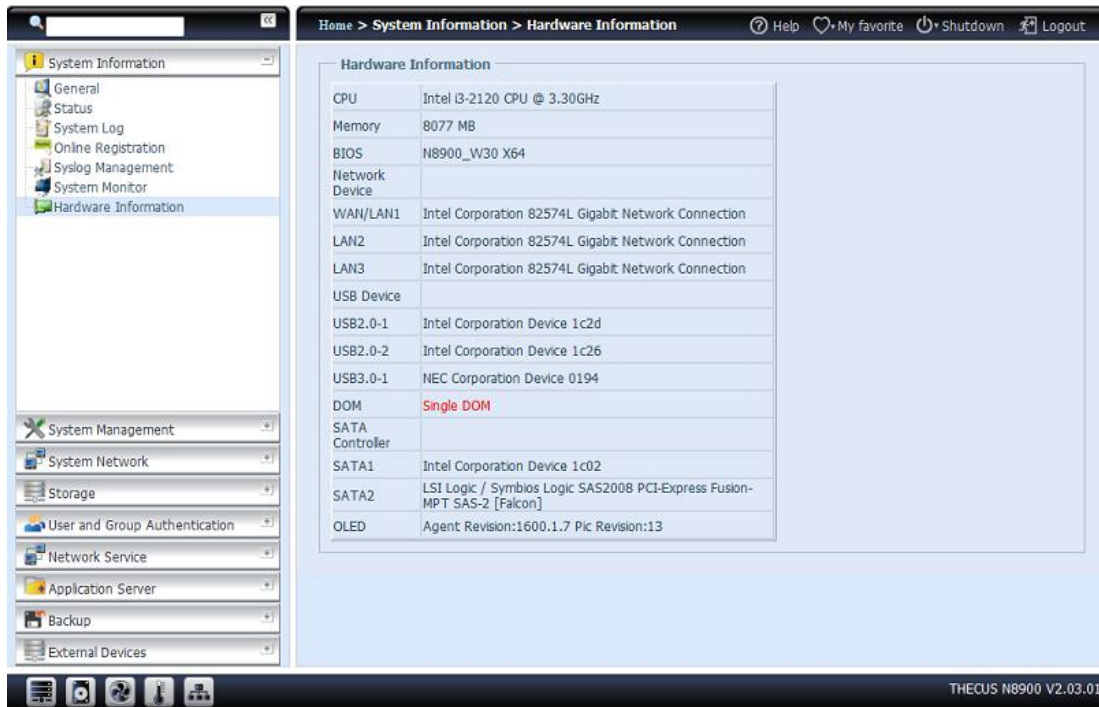 Home > System Information > Hardware Information
Help
My favorite
Shutdown
Logout
System Information
General
Status
System Log
Online Registration
Syslog Management
System Monitor
Hardware Information
System Management
System Network
Storage
User and Group Authentication
Network Service
Application Server
Backup
External Devices
Hardware Information
CPU Intel i3-2120 CPU @ 3.30GHz
Memory 8077 MB
BIOS N8900_W30 X64
Network
Device
WAN/LAN1 Intel Corporation 82574L Gigabit Network Connection
LAN2 Intel Corporation 82574L Gigabit Network Connection
LAN3 Intel Corporation 82574L Gigabit Network Connection
USB Device
USB2.0-1 Intel Corporation Device 1c2d
USB2.0-2 Intel Corporation Device 1c26
USB3.0-1 NEC Corporation Device 0194
DOM Single DOM
SATA
Controller
SATA1 Intel Corporation Device 1c02
SATA2 LSI Logic / Symbios Logic SAS2008 PCI-Express Fusion-
MPT SAS-2 [Falcon]
OLED Agent Revision:1600.1.7 Pic Revision:13
THECUS N8900 V2.03.01